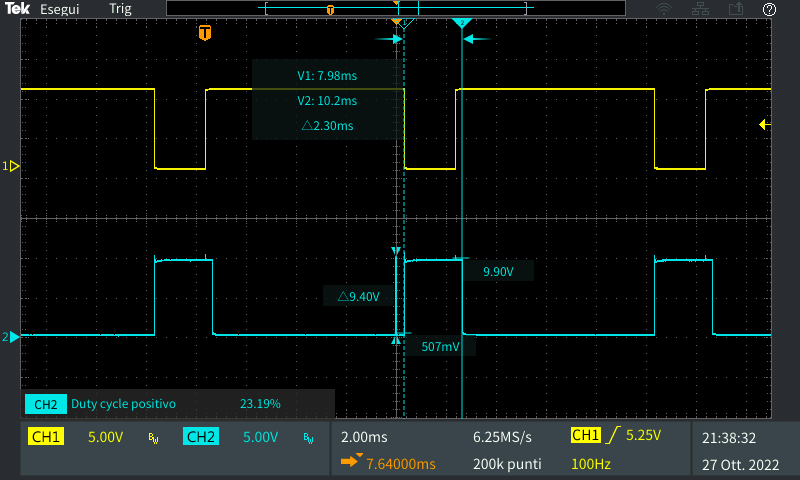 Tek Esegui Trig
T
T
1 2
V1: 7.98ms
V2: 10.2ms
△2.30ms
1
9.90V
△9.40V
2
507mV
CH2 Duty cycle positivo 23.19%
CH1 5.00V BW CH2 5.00V BW
2.00ms 6.25MS/s CH1 5.25V
7.64000ms 200k punti 100Hz
21:38:32
27 Ott. 2022